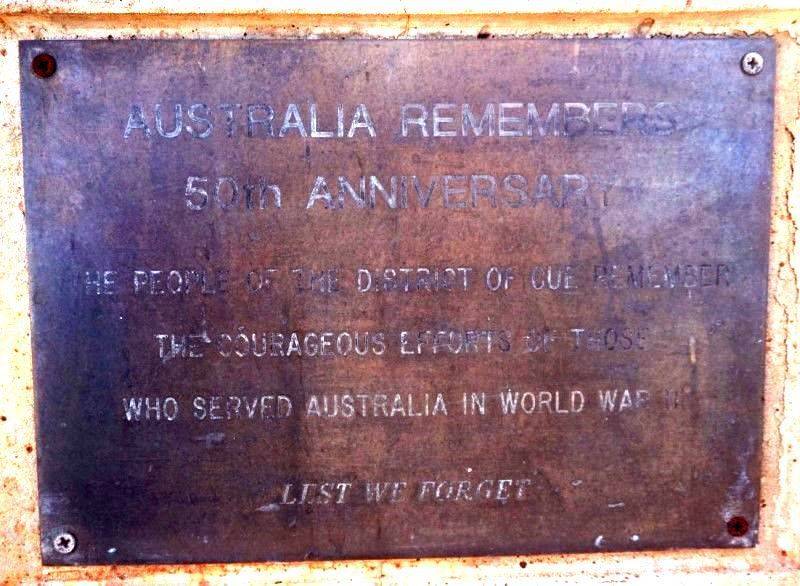 AUSTRALIA REMEMBERS
50th ANNIVERSARY
THE PEOPLE OF THE DISTRICT OF CUE REMEMBER
THE COURAGEOUS EFFORTS OF THOSE
WHO SERVED AUSTRALIA IN WORLD WAR II
LEST WE FORGET